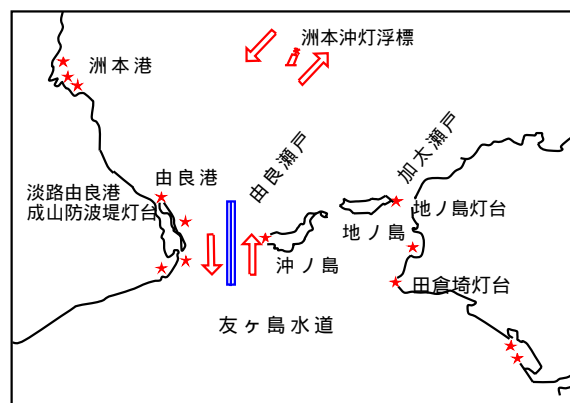 洲本沖灯浮標
洲本港
由良瀬戸
加太瀬戸
由良港
淡路由良港
成山防波堤灯台
地ノ島灯台
地ノ島
沖ノ島
田倉埼灯台
友ヶ島水道